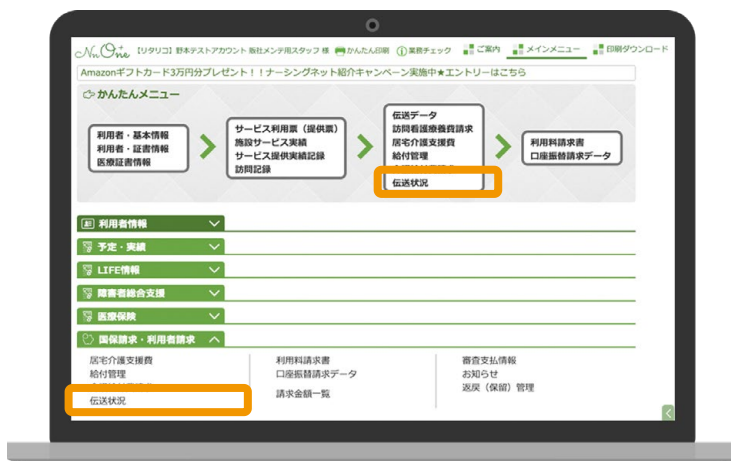 Nn.One
【リタリコ】野本テストアカウント 販社メンテ用スタッフ 様
かんたん印刷
業務チェック
ご案内
メインメニュー
印刷ダウンロード
Amazonギフトカード3万円分プレゼント！！ナーシングネット紹介キャンペーン実施中★エントリーはこちら
かんたんメニュー
利用者・基本情報
利用者・証書情報
医療証書情報
サービス利用票（提供票）
施設サービス実績
サービス提供実績記録
訪問記録
伝送データ
訪問看護療養費請求
居宅介護支援費
給付管理
伝送状況
利用料請求書
口座振替請求データ
利用者情報
予定・実績
LIFE情報
障害者総合支援
医療保険
国保請求・利用者請求
居宅介護支援費
給付管理
伝送状況
利用料請求書
口座振替請求データ
請求金額一覧
審査支払情報
お知らせ
返戻（保留）管理